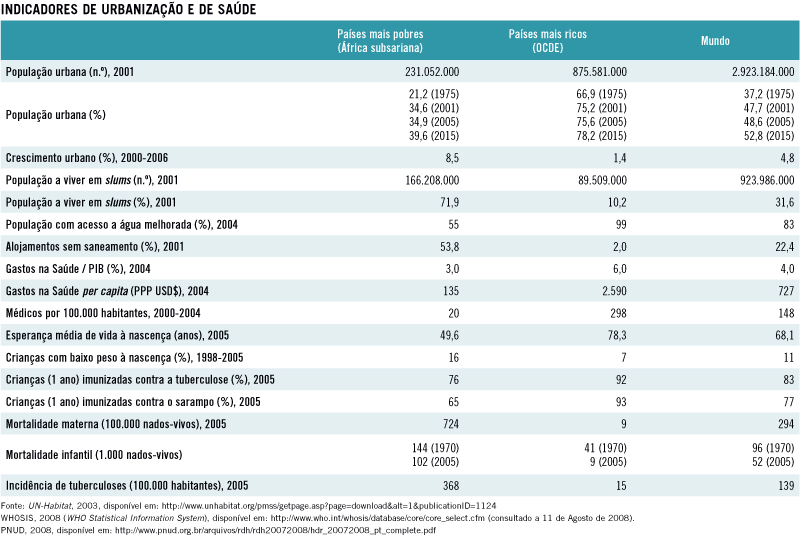 INDICADORES DE URBANIZAÇÃO E DE SAÚDE
Países mais pobres Países mais ricos
(África subsariana) (OCDE) Mundo
População urbana (n.º), 2001 231.052.000 875.581.000 2.923.184.000
21,2 (1975) 66,9 (1975) 37,2 (1975)
População urbana (%) 34,6 (2001) 75,2 (2001) 47,7 (2001)
34,9 (2005) 75,6 (2005) 48,6 (2005)
39,6 (2015) 78,2 (2015) 52,8 (2015)
Crescimento urbano (%), 2000-2006 8,5 1,4 4,8
População a viver em slums (n.º), 2001 166.208.000 89.509.000 923.986.000
População a viver em slums (%), 2001 71,9 10,2 31,6
População com acesso a água melhorada (%), 2004 55 99 83
Alojamentos sem saneamento (%), 2001 53,8 2,0 22,4
Gastos na Saúde / PIB (%), 2004 3,0 6,0 4,0
Gastos na Saúde per capita (PPP USD$), 2004 135 2.590 727
Médicos por 100.000 habitantes, 2000-2004 20 298 148
Esperança média de vida à nascença (anos), 2005 49,6 78,3 68,1
Crianças com baixo peso à nascença (%), 1998-2005 16 7 11
Crianças (1 ano) imunizadas contra a tuberculose (%), 2005 76 92 83
Crianças (1 ano) imunizadas contra o sarampo (%), 2005 65 93 77
Mortalidade materna (100.000 nados-vivos), 2005 724 9 294
Mortalidade infantil (1.000 nados-vivos) 144 (1970) 41 (1970) 96 (1970)
102 (2005) 9 (2005) 52 (2005)
Incidência de tuberculoses (100.000 habitantes), 2005 368 15 139
Fonte: UN-Habitat, 2003, disponível em: http://www.unhabitat.org/pmss/getpage.asp?page=download&alt=1&publicationID=1124
WHOSIS, 2008 (WHO Statistical Information System), disponível em: http://www.who.int/whosis/database/core/core_select.cfm (consultado a 11 de Agosto de 2008).
PNUD, 2008, disponível em: http://www.pnud.org.br/arquivos/rdh/rdh20072008/hdr_20072008_pt_complete.pdf